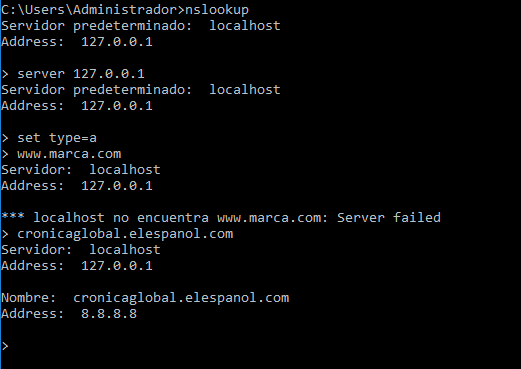 C:\Users\Administrador>nslookup
Servidor predeterminado:  localhost
Address:  127.0.0.1
> server 127.0.0.1
Servidor predeterminado:  localhost
Address:  127.0.0.1
> set type=a
> www.marca.com
Servidor:  localhost
Address:  127.0.0.1
*** localhost no encuentra www.marca.com: Server failed
> cronicaglobal.elespanol.com
Servidor:  localhost
Address:  127.0.0.1
Nombre:  cronicaglobal.elespanol.com
Address:  8.8.8.8
>